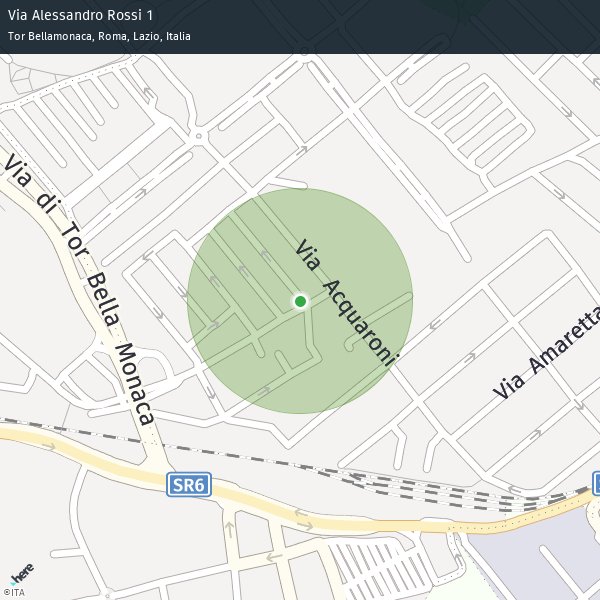 Via Alessandro Rossi 1
Tor Bellamonaca, Roma, Lazio, Italia
Via di Tor Bella Monaca
Via Acquaroni
Via Amaretta
SR6
here
©ITA